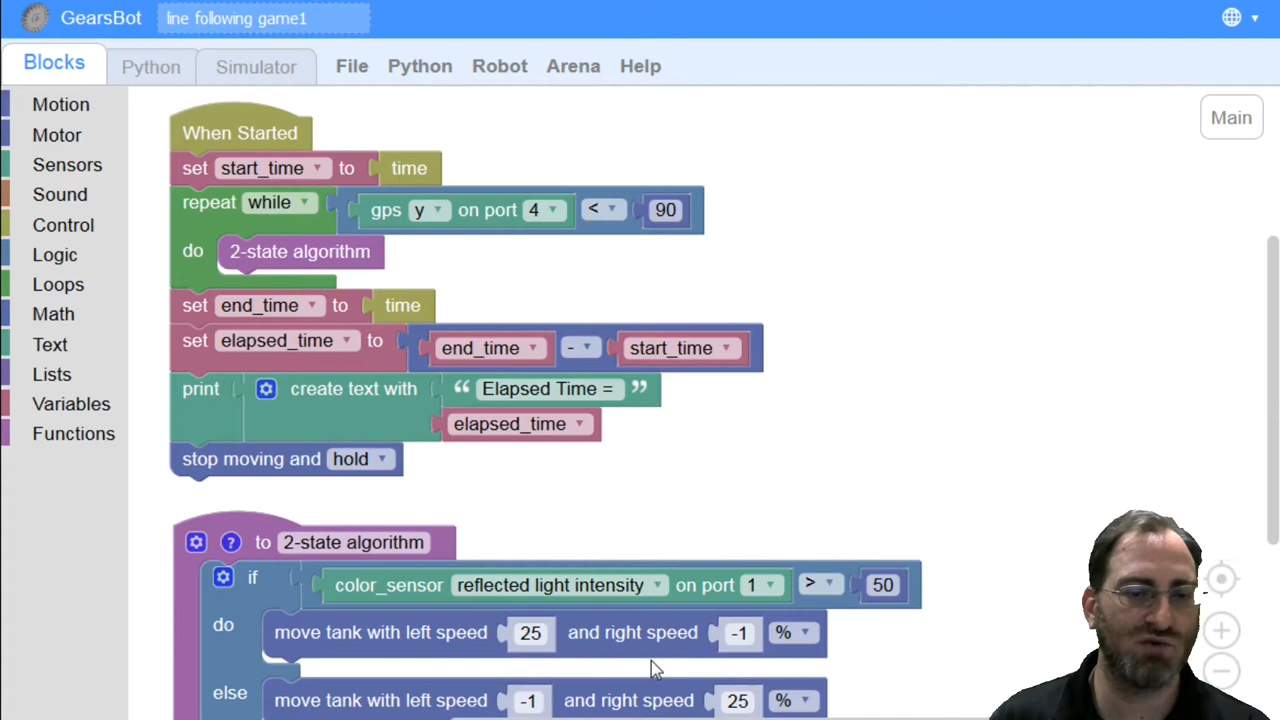 GearsBot line following game1
Blocks Python Simulator File Python Robot Arena Help
Motion
Motor
Sensors
Sound
Control
Logic
Loops
Math
Text
Lists
Variables
Functions
Main
When Started
set start_time to time
repeat while gps y on port 4 < 90
do 2-state algorithm
set end_time to time
set elapsed_time to end_time - start_time
print create text with “ Elapsed Time = ”
elapsed_time
stop moving and hold
? to 2-state algorithm
if color_sensor reflected light intensity on port 1 > 50
do move tank with left speed 25 and right speed -1 %
else move tank with left speed -1 and right speed 25 %